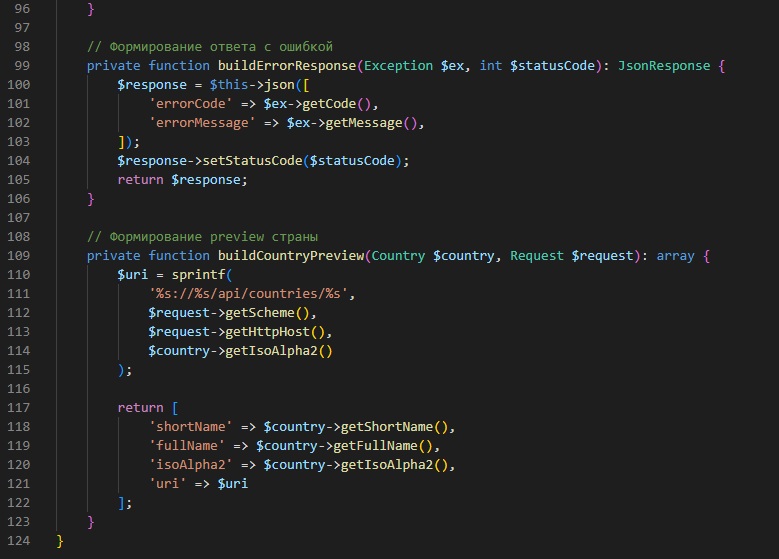 96 }
97
98 // Формирование ответа с ошибкой
99 private function buildErrorResponse(Exception $ex, int $statusCode): JsonResponse {
100 $response = $this->json([
101 'errorCode' => $ex->getCode(),
102 'errorMessage' => $ex->getMessage(),
103 ]);
104 $response->setStatusCode($statusCode);
105 return $response;
106 }
107
108 // Формирование preview страны
109 private function buildCountryPreview(Country $country, Request $request): array {
110 $uri = sprintf(
111 '%s://%s/api/countries/%s',
112 $request->getScheme(),
113 $request->getHttpHost(),
114 $country->getIsoAlpha2()
115 );
116
117 return [
118 'shortName' => $country->getShortName(),
119 'fullName' => $country->getFullName(),
120 'isoAlpha2' => $country->getIsoAlpha2(),
121 'uri' => $uri
122 ];
123 }
124 }